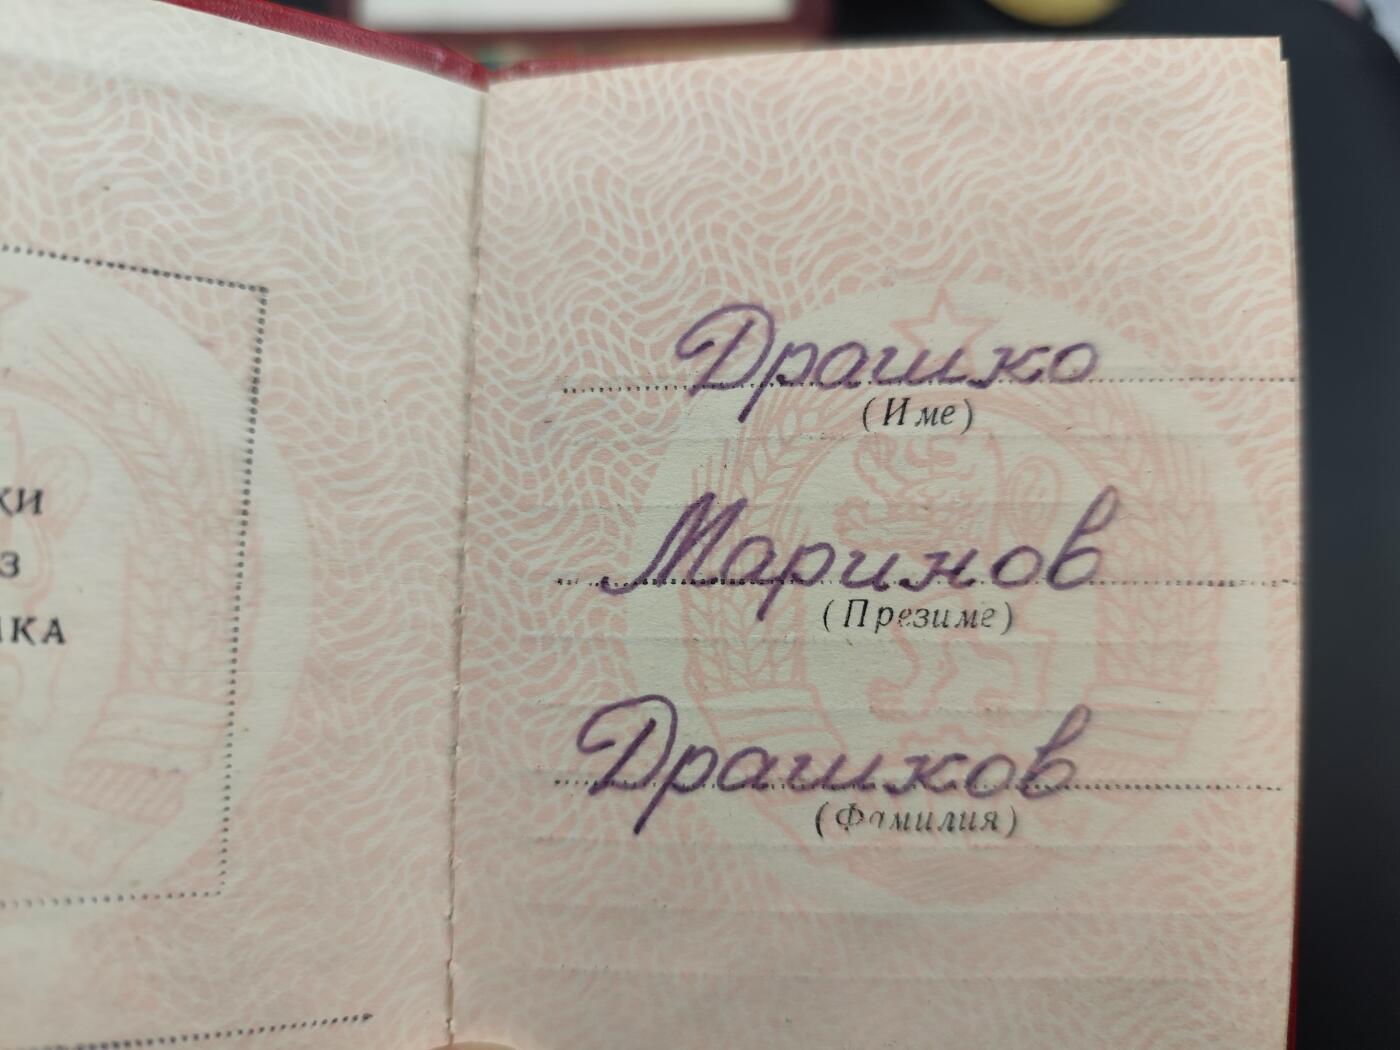 Драшко
(Име)
Маринов
(Презиме)
Драшков
(Фамилия)